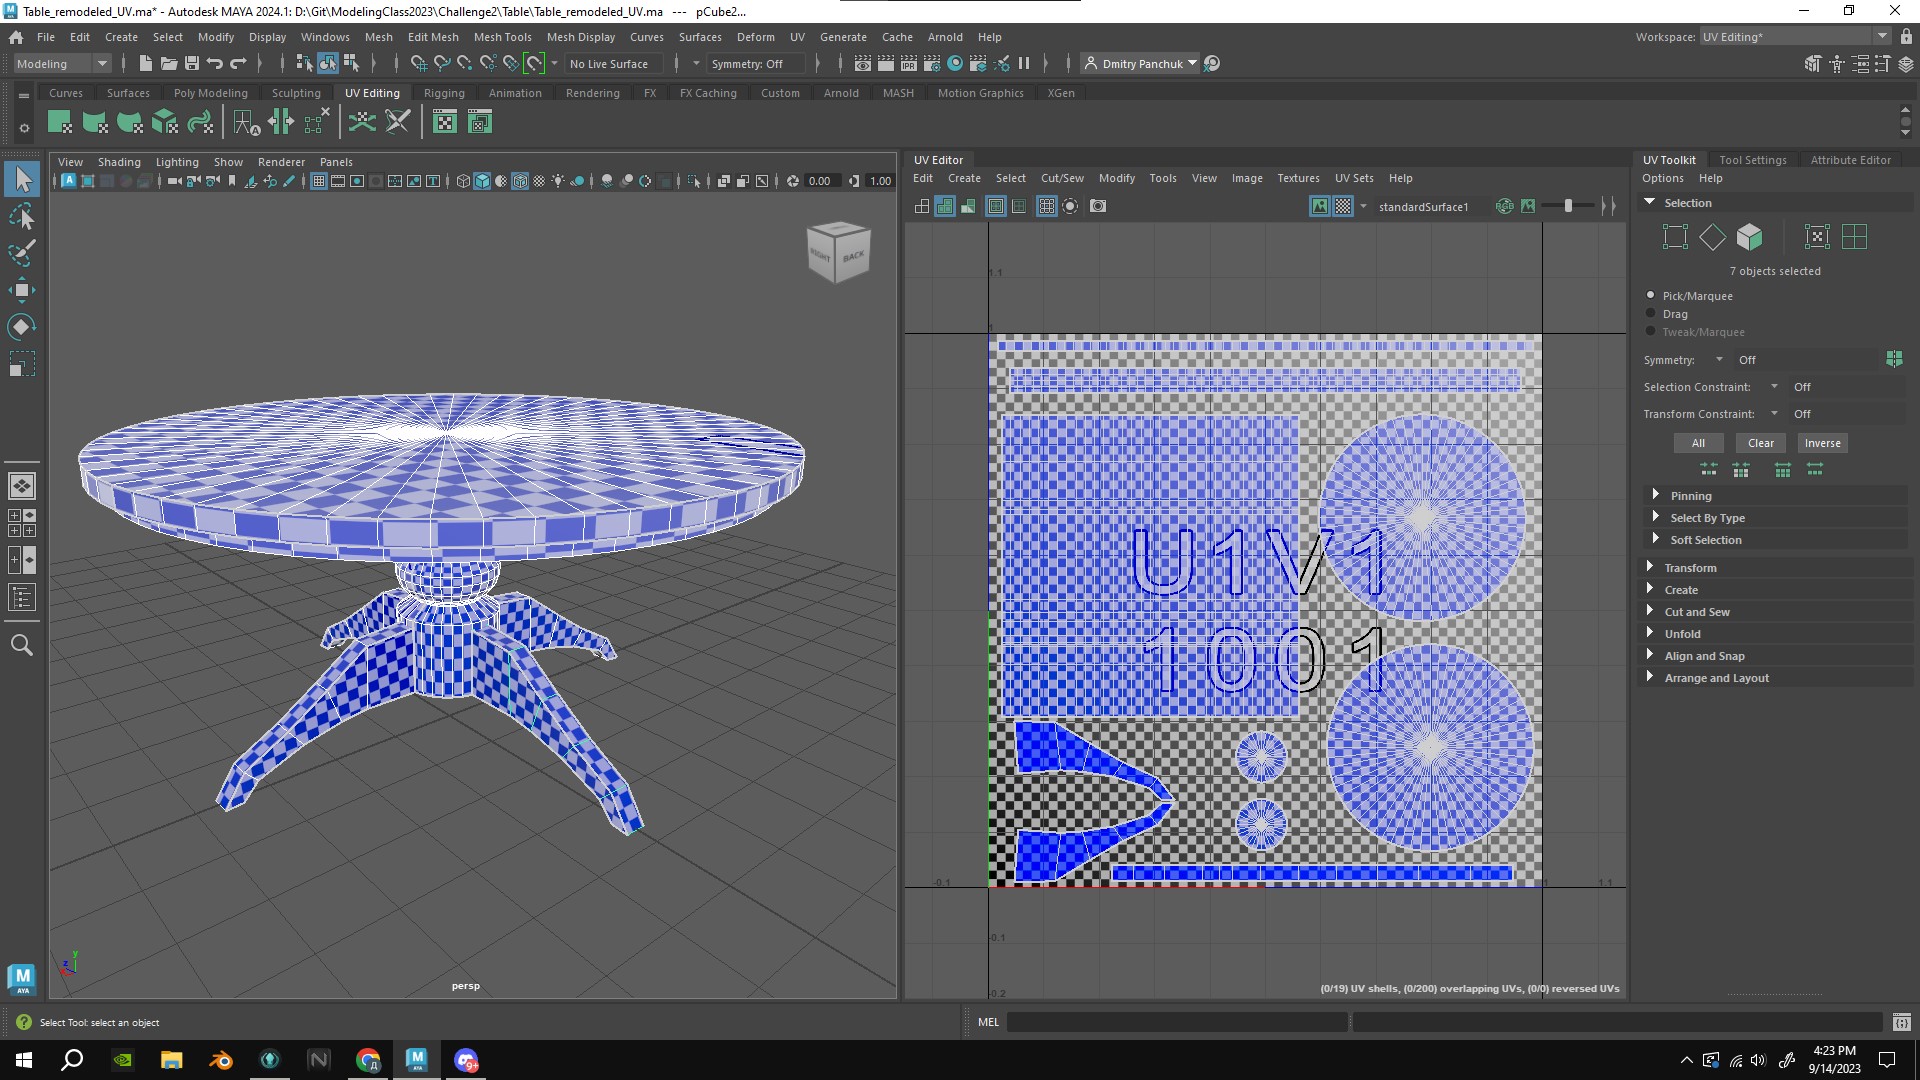 Table_remodeled_UV.ma* - Autodesk MAYA 2024.1: D:\Git\ModelingClass2023\Challenge2\Table\Table_remodeled_UV.ma   ---   pCube2...
File Edit Create Select Modify Display Windows Mesh Edit Mesh Mesh Tools Mesh Display Curves Surfaces Deform UV Generate Cache Arnold Help
Workspace: UV Editing*
Modeling
No Live Surface
Symmetry: Off
IPR
Dmitry Panchuk
Curves Surfaces Poly Modeling Sculpting UV Editing Rigging Animation Rendering FX FX Caching Custom Arnold MASH Motion Graphics XGen
View Shading Lighting Show Renderer Panels
0.00
1.00
RIGHT
BACK
y
z
x
persp
UV Editor
Edit Create Select Cut/Sew Modify Tools View Image Textures UV Sets Help
standardSurface1
RGB
1.1
1
U1V1
1001
-0.1
1
1.1
-0.1
-0.2
(0/19) UV shells, (0/200) overlapping UVs, (0/0) reversed UVs
UV Toolkit Tool Settings Attribute Editor
Options Help
Selection
7 objects selected
Pick/Marquee
Drag
Tweak/Marquee
Symmetry: Off
Selection Constraint: Off
Transform Constraint: Off
All Clear Inverse
Pinning
Select By Type
Soft Selection
Transform
Create
Cut and Sew
Unfold
Align and Snap
Arrange and Layout
M
AYA
Select Tool: select an object
MEL
9+
4:23 PM
9/14/2023